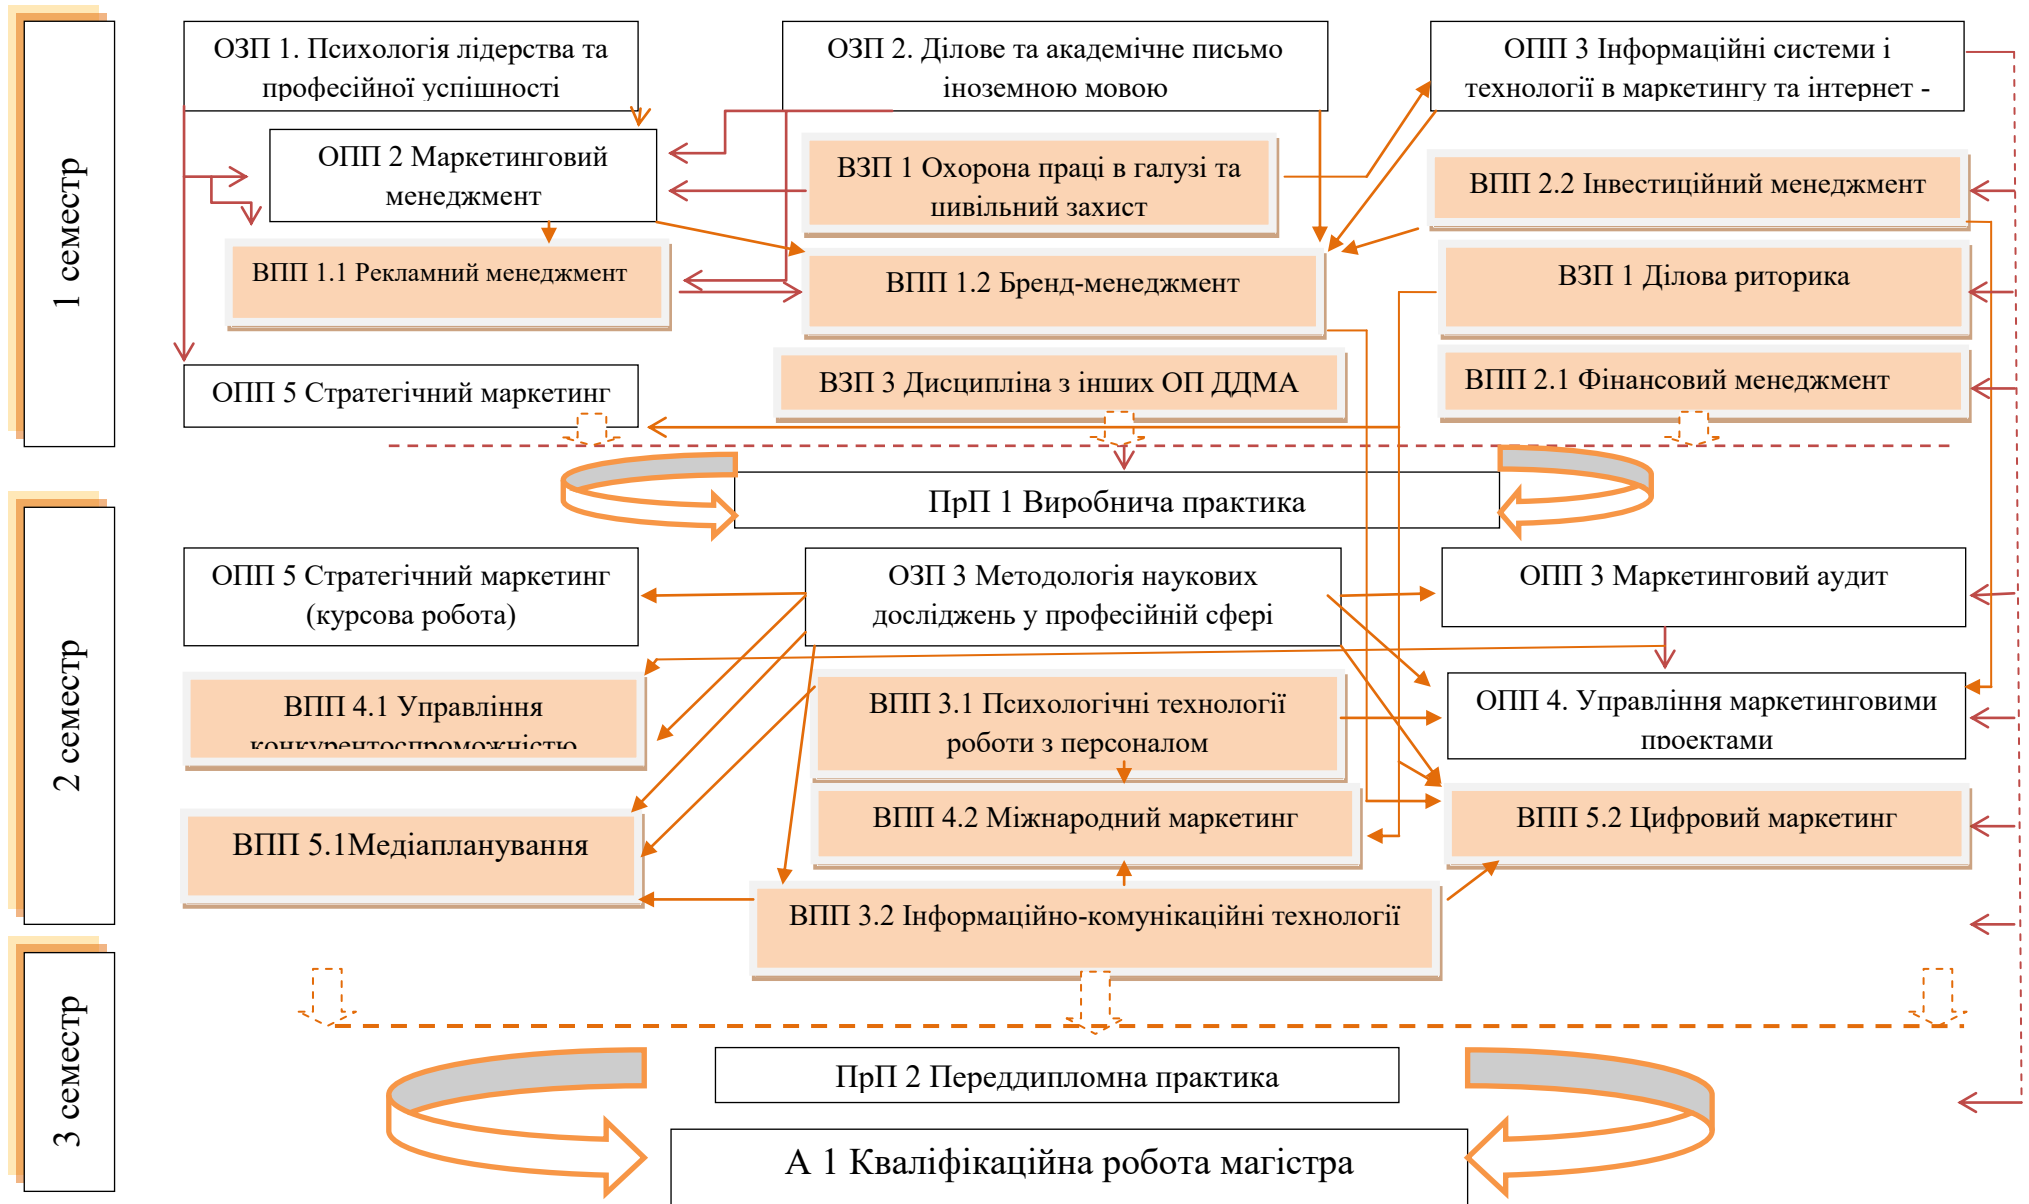 1 семестр
ОЗП 1. Психологія лідерства та
професійної успішності
ОЗП 2. Ділове та академічне письмо
іноземною мовою
ОПП 3 Інформаційні системи і
технології в маркетингу та інтернет -
ОПП 2 Маркетинговий
менеджмент
ВЗП 1 Охорона праці в галузі та
цивільний захист
ВПП 2.2 Інвестиційний менеджмент
ВПП 1.1 Рекламний менеджмент
ВПП 1.2 Бренд-менеджмент
ВЗП 1 Ділова риторика
ОПП 5 Стратегічний маркетинг
ВЗП 3 Дисципліна з інших ОП ДДМА
ВПП 2.1 Фінансовий менеджмент
ПрП 1 Виробнича практика
2 семестр
ОПП 5 Стратегічний маркетинг
(курсова робота)
ОЗП 3 Методологія наукових
досліджень у професійній сфері
ОПП 3 Маркетинговий аудит
ВПП 4.1 Управління
конкурентоспроможністю
ВПП 3.1 Психологічні технології
роботи з персоналом
ОПП 4. Управління маркетинговими
проектами
ВПП 5.1Медіапланування
ВПП 4.2 Міжнародний маркетинг
ВПП 5.2 Цифровий маркетинг
ВПП 3.2 Інформаційно-комунікаційні технології
3 семестр
ПрП 2 Переддипломна практика
А 1 Кваліфікаційна робота магістра